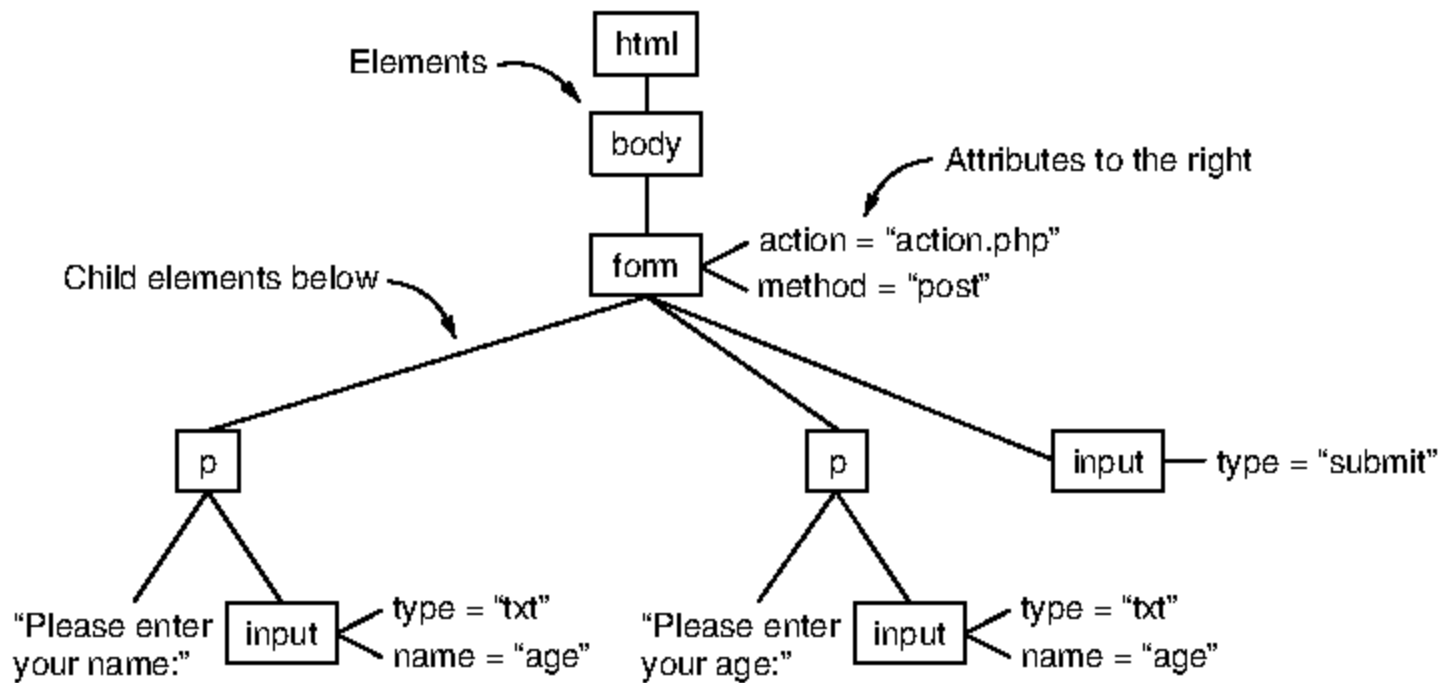 html
Elements
body
Attributes to the right
action = “action.php”
form
method = “post”
Child elements below
p
p
input
type = “submit”
“Please enter
your name:”
input
type = “txt”
name = “age”
“Please enter
your age:”
input
type = “txt”
name = “age”